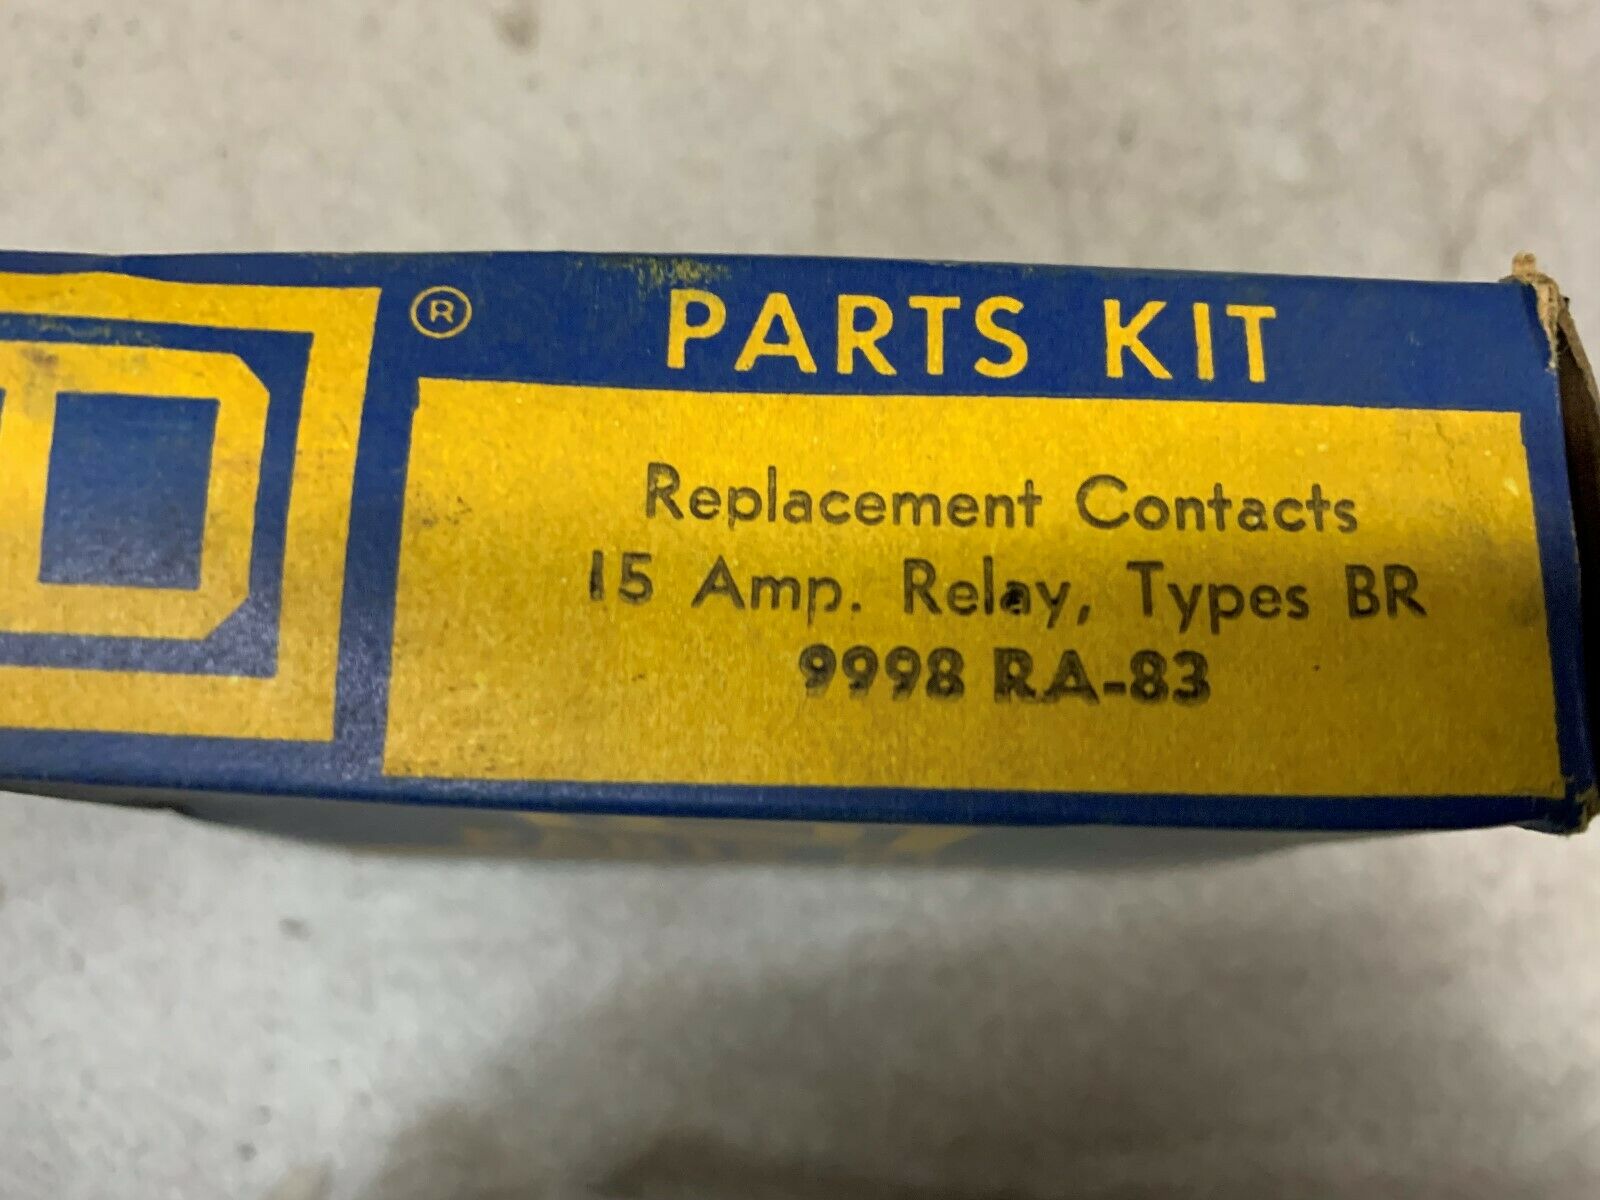 D ® PARTS KIT
Replacement Contacts
15 Amp. Relay, Types BR
9998 RA-83